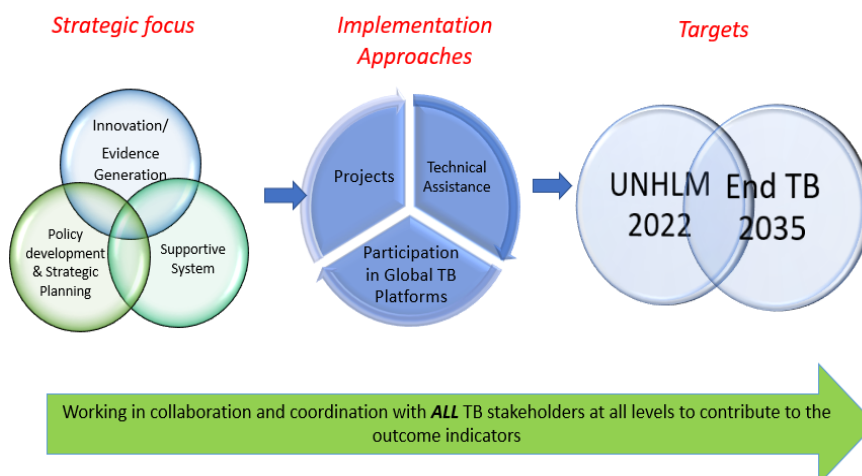 Strategic focus
Implementation
Approaches
Targets
Innovation/
Evidence
Generation
Policy
development
& Strategic
Planning
Supportive
System
Projects
Technical
Assistance
Participation
in Global TB
Platforms
UNHLM
2022
End TB
2035
Working in collaboration and coordination with ALL TB stakeholders at all levels to contribute to the
outcome indicators